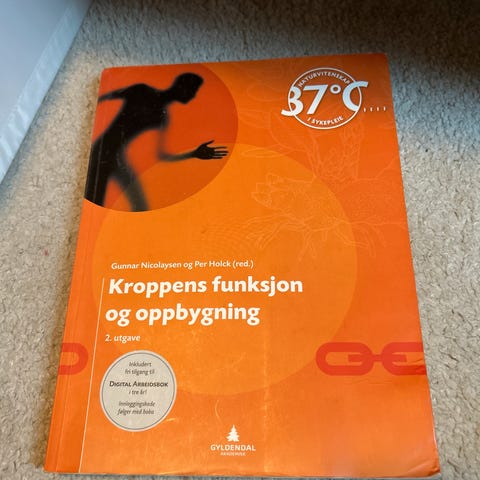 NATURVITENSKAP
37°C
I SYKEPLEIE
Gunnar Nicolaysen og Per Holck (red.)
Kroppens funksjon
og oppbygning
2. utgave
Inkludert
fri tilgang til
DIGITAL ARBEIDSBOK
i tre år!
Innloggingskode
følger med boka
GYLDENDAL
AKADEMISK